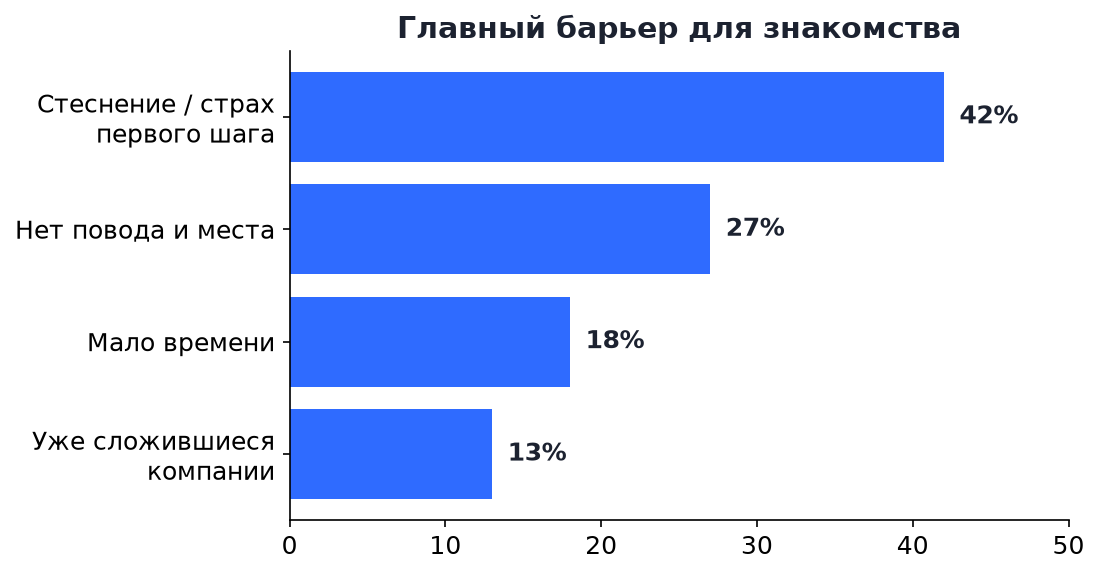 Главный барьер для знакомства
Стеснение / страх
первого шага
42%
Нет повода и места
27%
Мало времени
18%
Уже сложившиеся
компании
13%
0 10 20 30 40 50